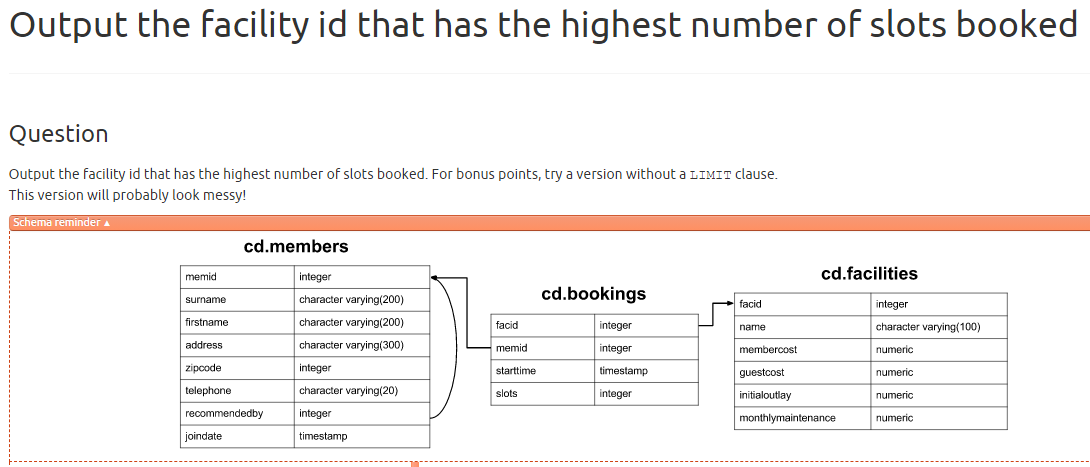 Output the facility id that has the highest number of slots booked
Question
Output the facility id that has the highest number of slots booked. For bonus points, try a version without a LIMIT clause.
This version will probably look messy!
Schema reminder ▲
cd.members
memid integer
surname character varying(200)
firstname character varying(200)
address character varying(300)
zipcode integer
telephone character varying(20)
recommendedby integer
joindate timestamp
cd.bookings
facid integer
memid integer
starttime timestamp
slots integer
cd.facilities
facid integer
name character varying(100)
membercost numeric
guestcost numeric
initialoutlay numeric
monthlymaintenance numeric